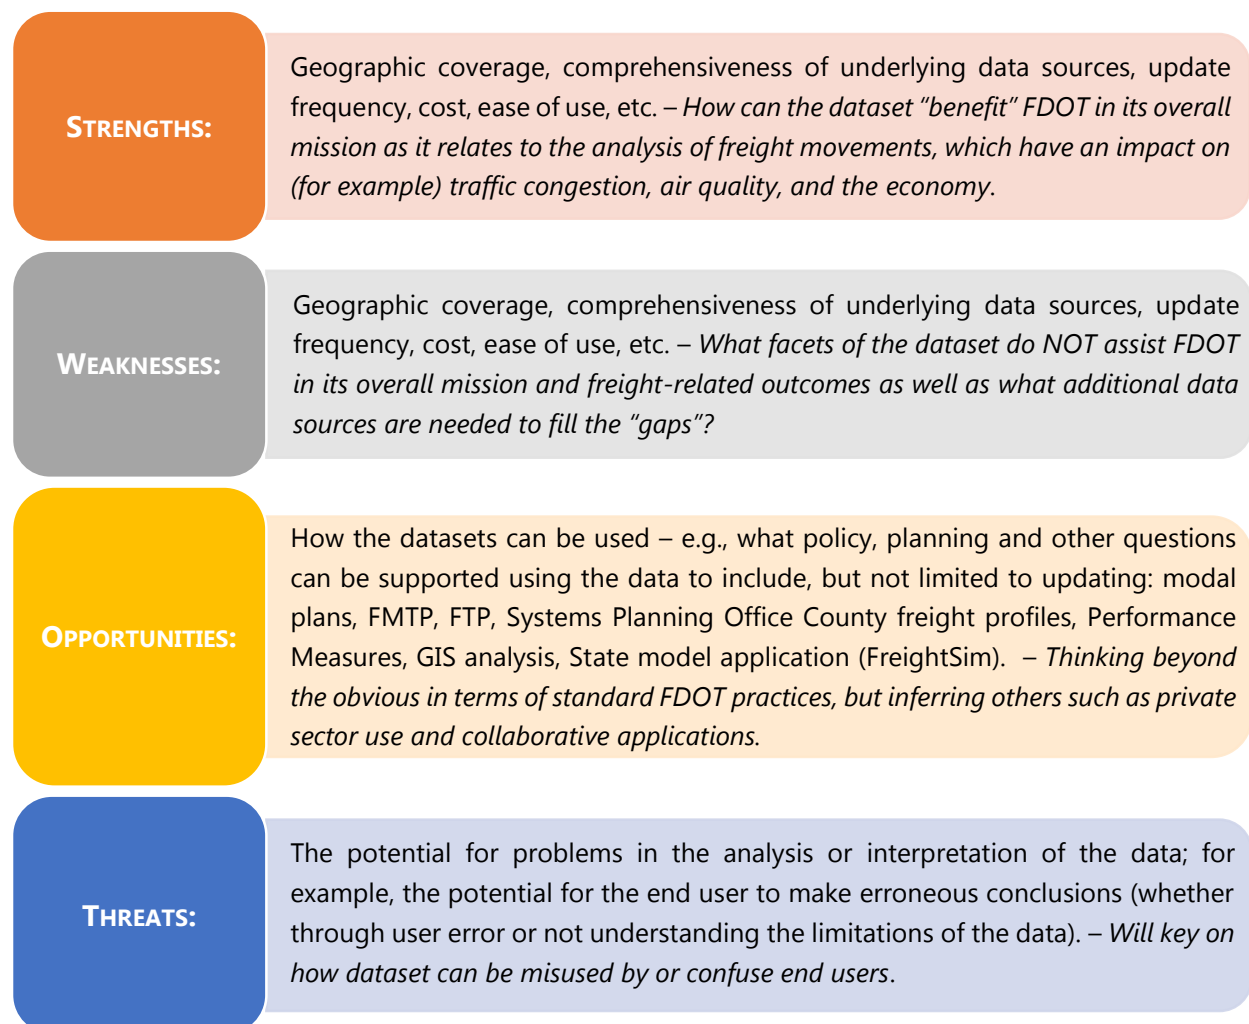 STRENGTHS:
Geographic coverage, comprehensiveness of underlying data sources, update
frequency, cost, ease of use, etc. – How can the dataset “benefit” FDOT in its overall
mission as it relates to the analysis of freight movements, which have an impact on
(for example) traffic congestion, air quality, and the economy.
WEAKNESSES:
Geographic coverage, comprehensiveness of underlying data sources, update
frequency, cost, ease of use, etc. – What facets of the dataset do NOT assist FDOT
in its overall mission and freight-related outcomes as well as what additional data
sources are needed to fill the “gaps”?
OPPORTUNITIES:
How the datasets can be used – e.g., what policy, planning and other questions
can be supported using the data to include, but not limited to updating: modal
plans, FMTP, FTP, Systems Planning Office County freight profiles, Performance
Measures, GIS analysis, State model application (FreightSim). – Thinking beyond
the obvious in terms of standard FDOT practices, but inferring others such as private
sector use and collaborative applications.
THREATS:
The potential for problems in the analysis or interpretation of the data; for
example, the potential for the end user to make erroneous conclusions (whether
through user error or not understanding the limitations of the data). – Will key on
how dataset can be misused by or confuse end users.